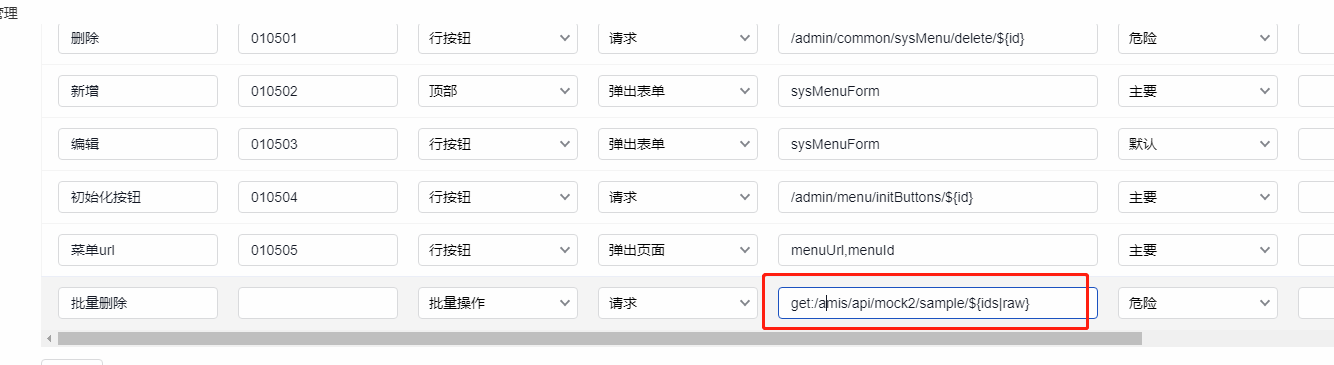 管理
删除 010501 行按钮 请求 /admin/common/sysMenu/delete/${id} 危险
新增 010502 顶部 弹出表单 sysMenuForm 主要
编辑 010503 行按钮 弹出表单 sysMenuForm 默认
初始化按钮 010504 行按钮 请求 /admin/menu/initButtons/${id} 主要
菜单url 010505 行按钮 弹出页面 menuUrl,menuId 主要
批量删除 批量操作 请求 get:/amis/api/mock2/sample/${ids|raw} 危险